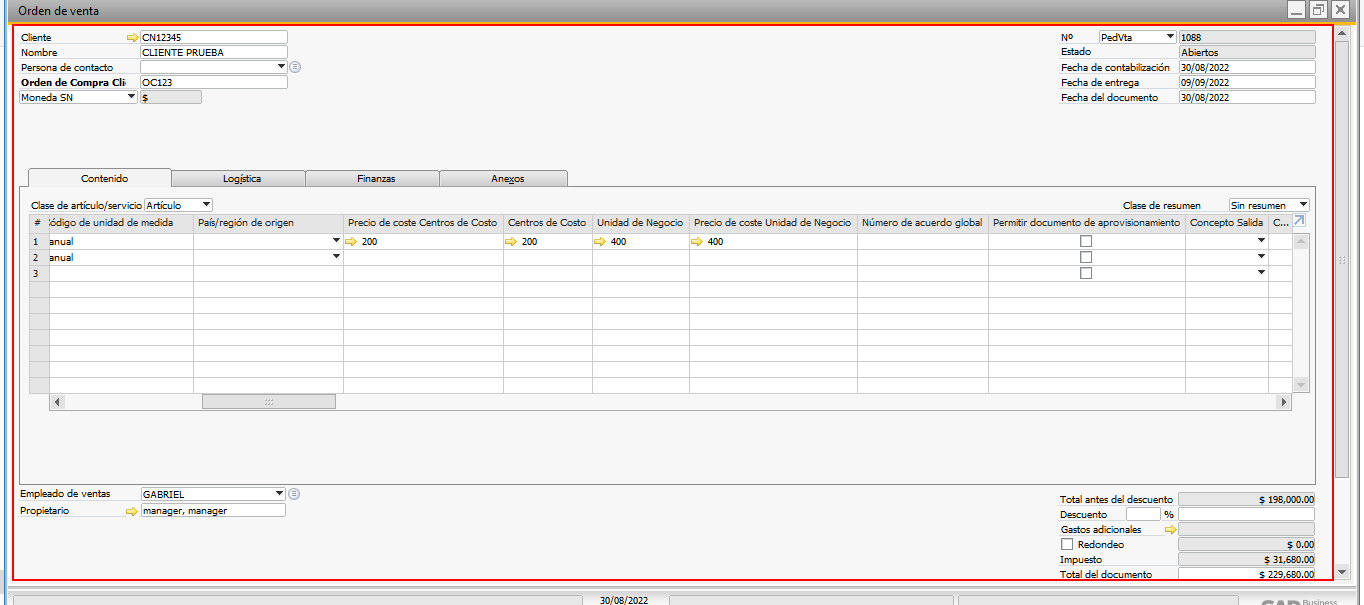 Orden de venta
Cliente CN12345
Nombre CLIENTE PRUEBA
Persona de contacto
Orden de Compra Cli OC123
Moneda SN $
Nº PedVta 1088
Estado Abiertos
Fecha de contabilización 30/08/2022
Fecha de entrega 09/09/2022
Fecha del documento 30/08/2022
Contenido Logística Finanzas Anexos
Clase de artículo/servicio Artículo Clase de resumen Sin resumen
# ódigo de unidad de medida País/región de origen Precio de coste Centros de Costo Centros de Costo Unidad de Negocio Precio de coste Unidad de Negocio Número de acuerdo global Permitir documento de aprovisionamiento Concepto Salida C...
1 anual 200 200 400 400
2 anual
3
Empleado de ventas GABRIEL
Propietario manager, manager
Total antes del descuento $ 198,000.00
Descuento %
Gastos adicionales
Redondeo $ 0.00
Impuesto $ 31,680.00
Total del documento $ 229,680.00
30/08/2022
Business